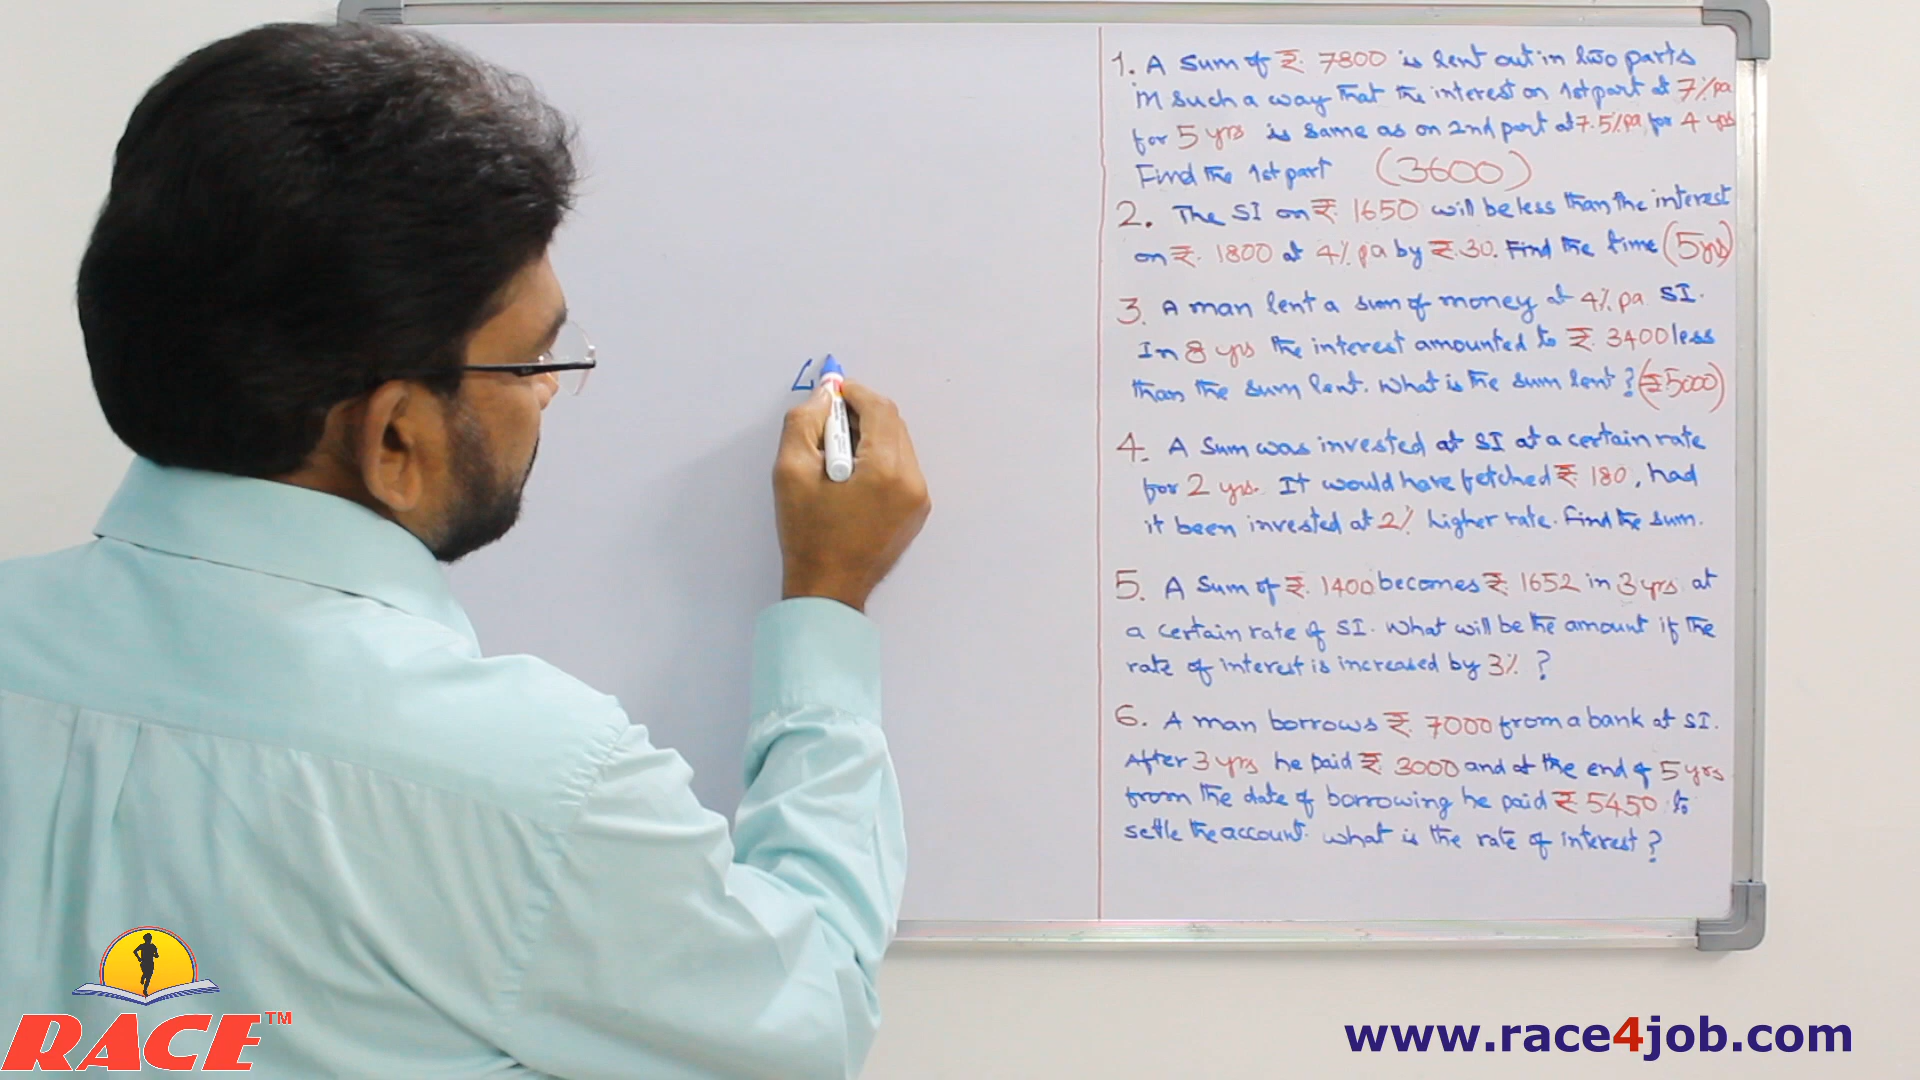 1. A Sum of ₹. 7800 is lent out in two parts
in such a way that the interest on 1st part at 7% pa
for 5 yrs is same as on 2nd part at 7.5% pa for 4 yrs
Find the 1st part (3600)
2. The SI on ₹. 1650 will be less than the interest
on ₹. 1800 at 4% pa by ₹.30. Find the time (5yrs)
3. A man lent a sum of money at 4% pa SI.
In 8 yrs the interest amounted to ₹. 3400 less
than the sum lent. What is the sum lent? (₹5000)
4. A Sum was invested at SI at a certain rate
for 2 yrs. It would have fetched ₹. 180, had
it been invested at 2% higher rate. Find the sum.
5. A Sum of ₹. 1400 becomes ₹. 1652 in 3 yrs at
a certain rate of SI. What will be the amount if the
rate of interest is increased by 3% ?
6. A man borrows ₹. 7000 from a bank at SI.
After 3 yrs he paid ₹ 3000 and at the end of 5 yrs
from the date of borrowing he paid ₹ 5450 to
settle the account. What is the rate of interest?
RACE™
www.race4job.com